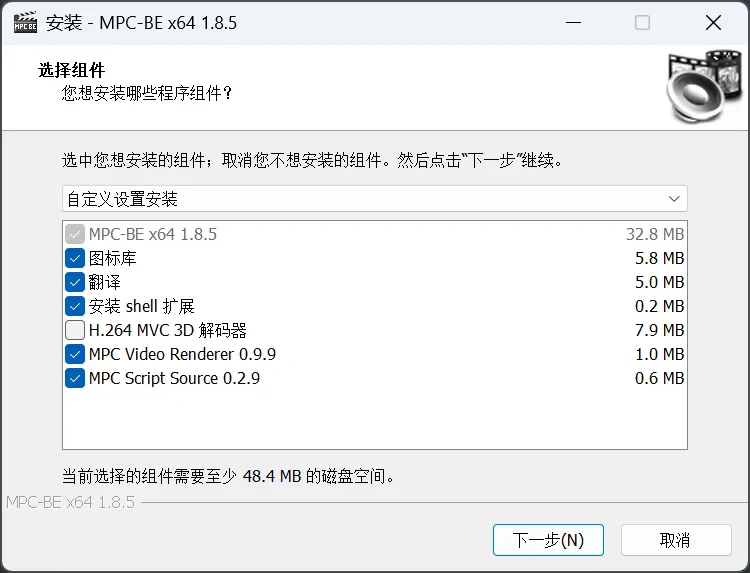 MPC BE 安装 - MPC-BE x64 1.8.5
选择组件
您想安装哪些程序组件？
选中您想安装的组件；取消您不想安装的组件。然后点击“下一步”继续。
自定义设置安装
MPC-BE x64 1.8.5 32.8 MB
图标库 5.8 MB
翻译 5.0 MB
安装 shell 扩展 0.2 MB
H.264 MVC 3D 解码器 7.9 MB
MPC Video Renderer 0.9.9 1.0 MB
MPC Script Source 0.2.9 0.6 MB
当前选择的组件需要至少 48.4 MB 的磁盘空间。
MPC-BE x64 1.8.5
下一步(N) 取消